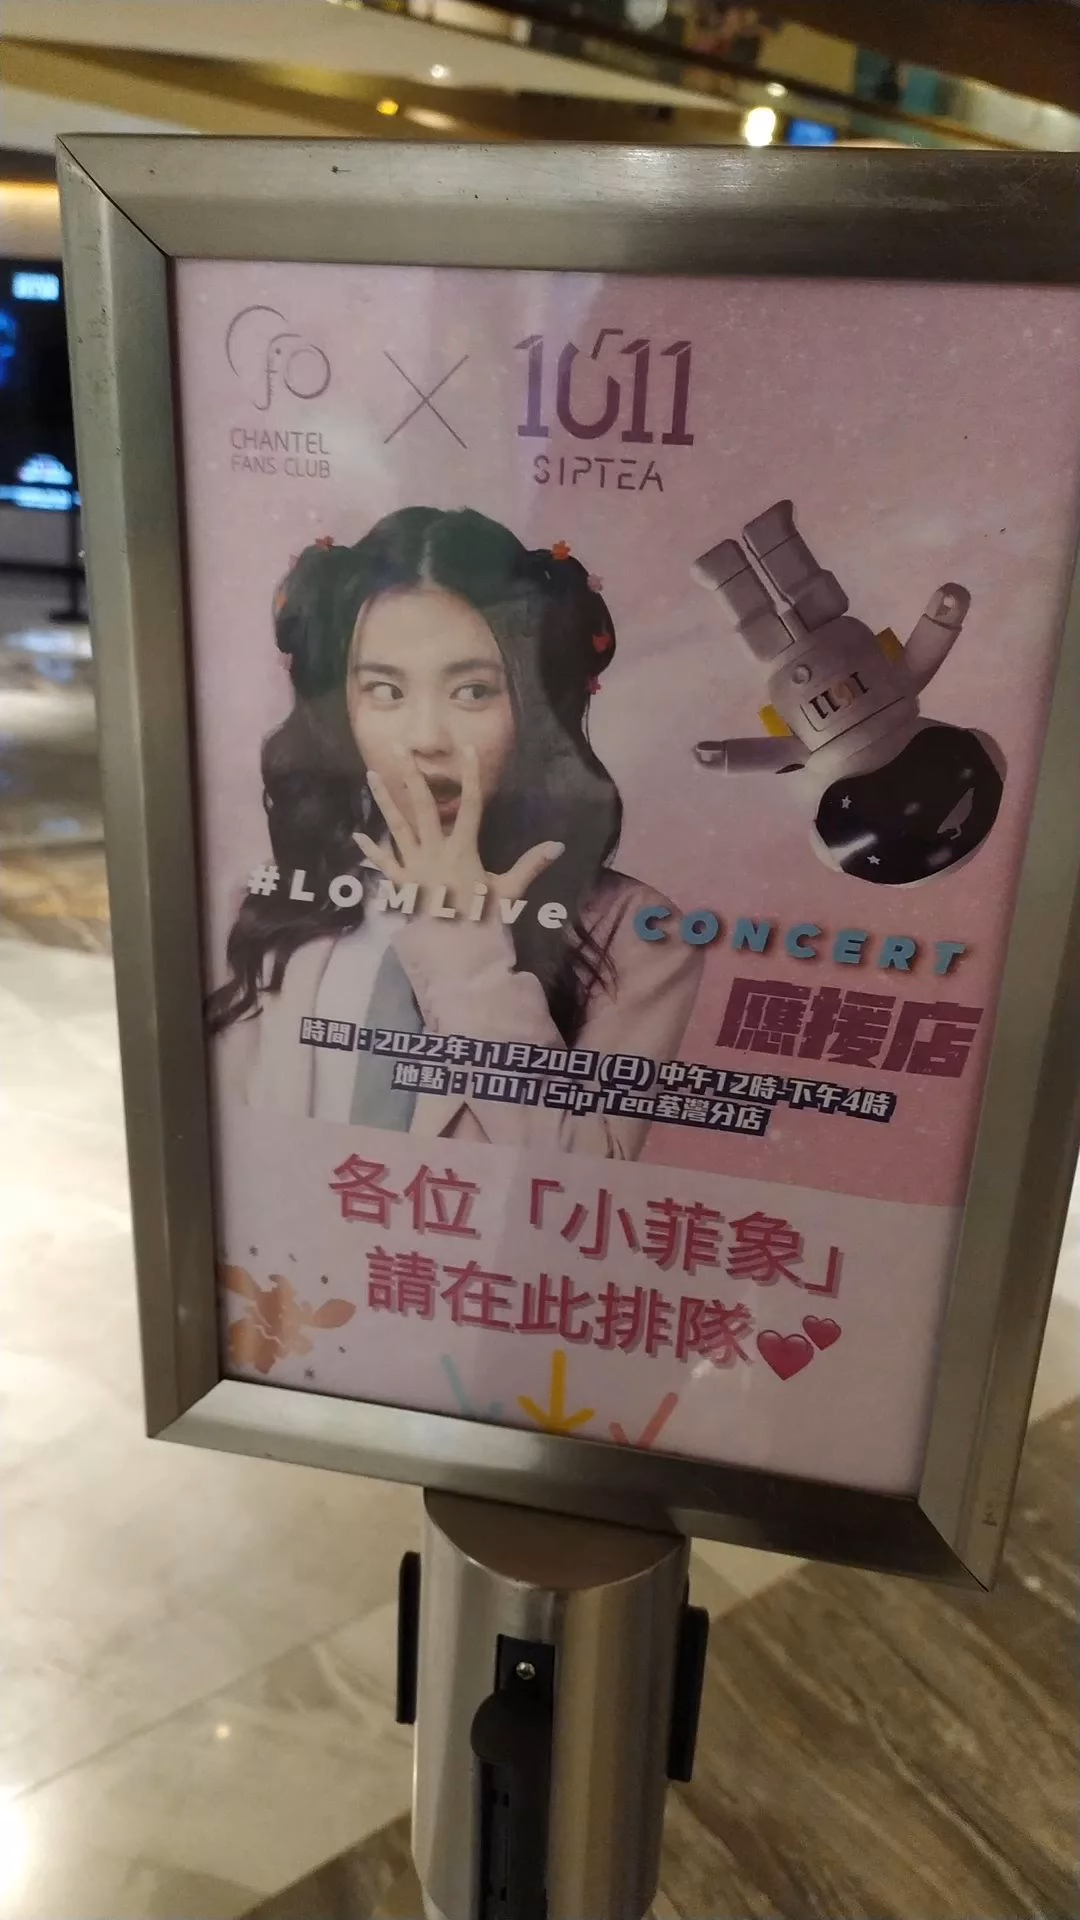 fo
CHANTEL
FANS CLUB
X
1011
SIPTEA
1011
#LOMLive
CONCERT
應援店
時間：2022年11月20日(日)中午12時-下午4時
地點：1011 Sip Tea荃灣分店
各位「小菲象」
請在此排隊